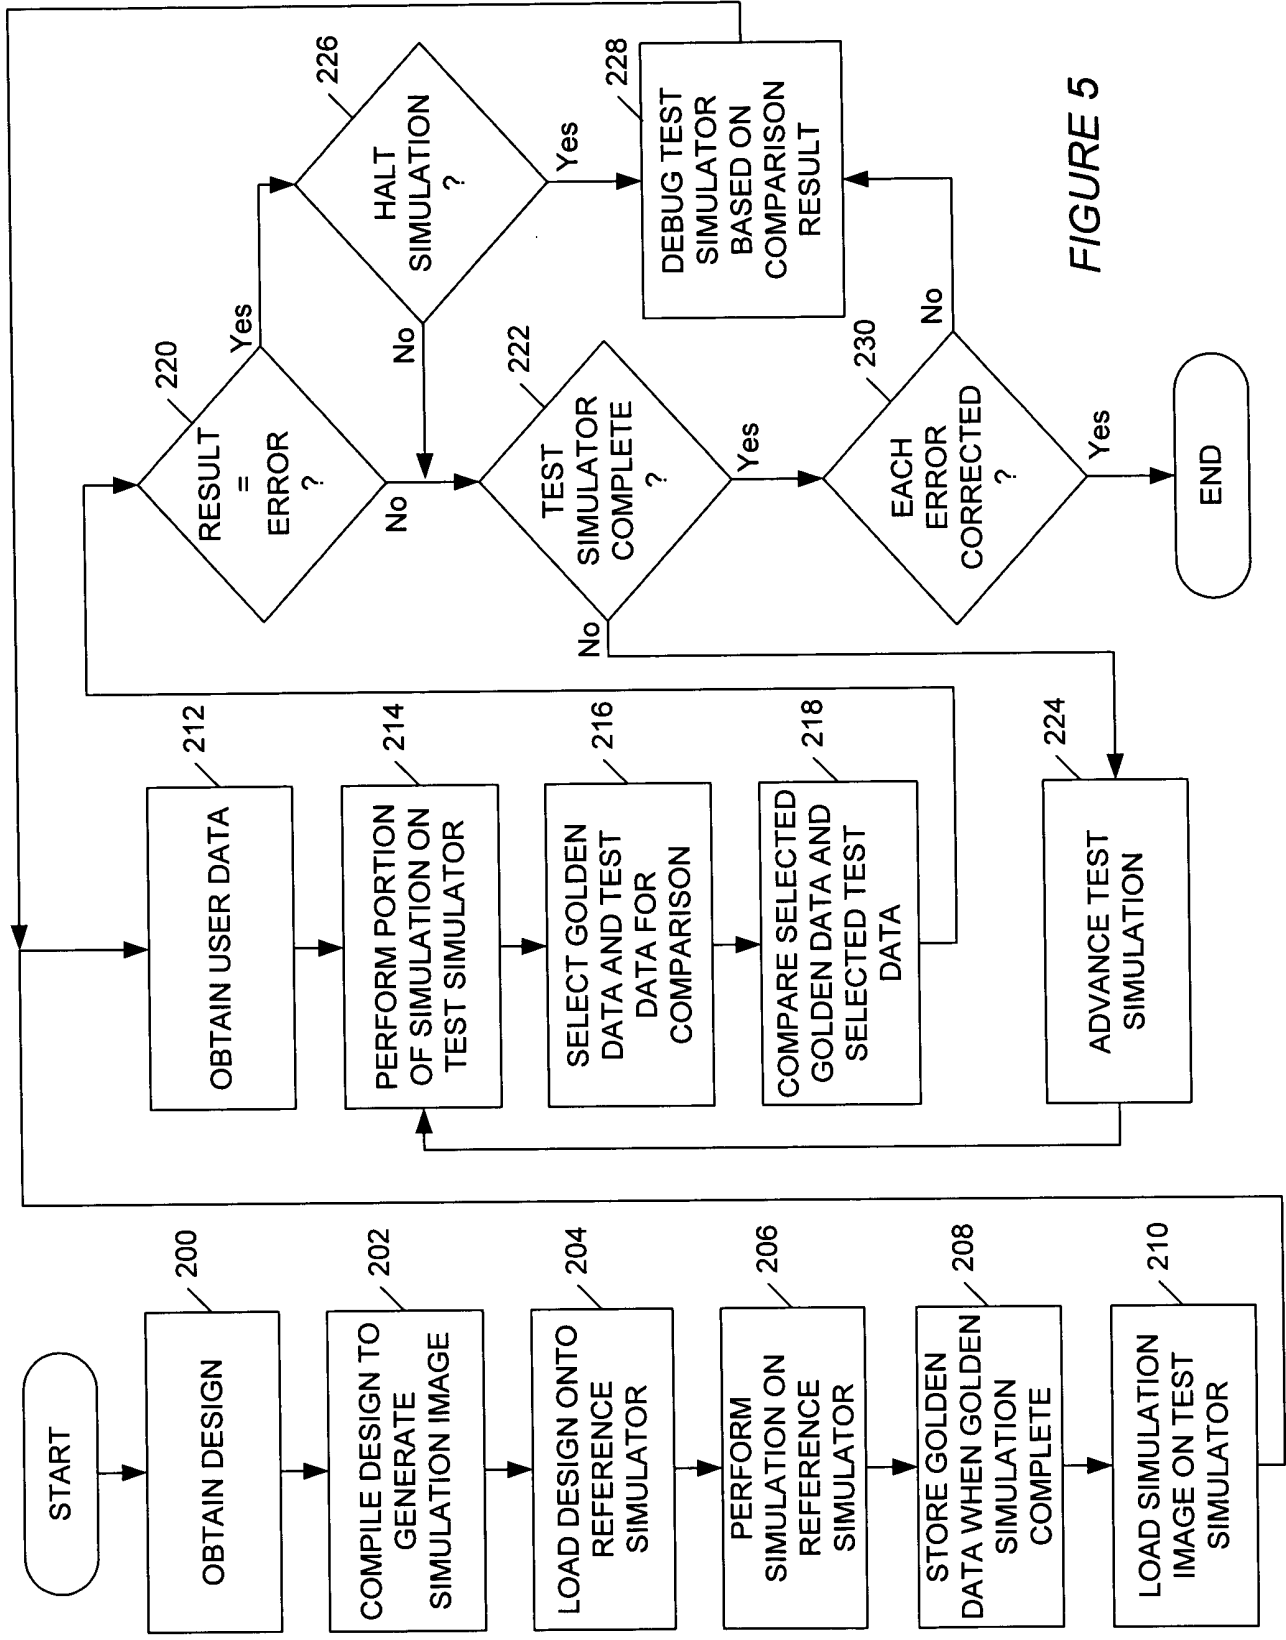 START
200
OBTAIN DESIGN
202
COMPILE DESIGN TO
GENERATE
SIMULATION IMAGE
204
LOAD DESIGN ONTO
REFERENCE
SIMULATOR
206
PERFORM
SIMULATION ON
REFERENCE
SIMULATOR
208
STORE GOLDEN
DATA WHEN GOLDEN
SIMULATION
COMPLETE
210
LOAD SIMULATION
IMAGE ON TEST
SIMULATOR
212
OBTAIN USER DATA
214
PERFORM PORTION
OF SIMULATION ON
TEST SIMULATOR
216
SELECT GOLDEN
DATA AND TEST
DATA FOR
COMPARISON
218
COMPARE SELECTED
GOLDEN DATA AND
SELECTED TEST
DATA
224
ADVANCE TEST
SIMULATION
220
RESULT
=
ERROR
?
Yes
No
226
HALT
SIMULATION
?
No
Yes
222
TEST
SIMULATOR
COMPLETE
?
No
Yes
228
DEBUG TEST
SIMULATOR
BASED ON
COMPARISON
RESULT
230
EACH
ERROR
CORRECTED
?
No
Yes
END
FIGURE 5